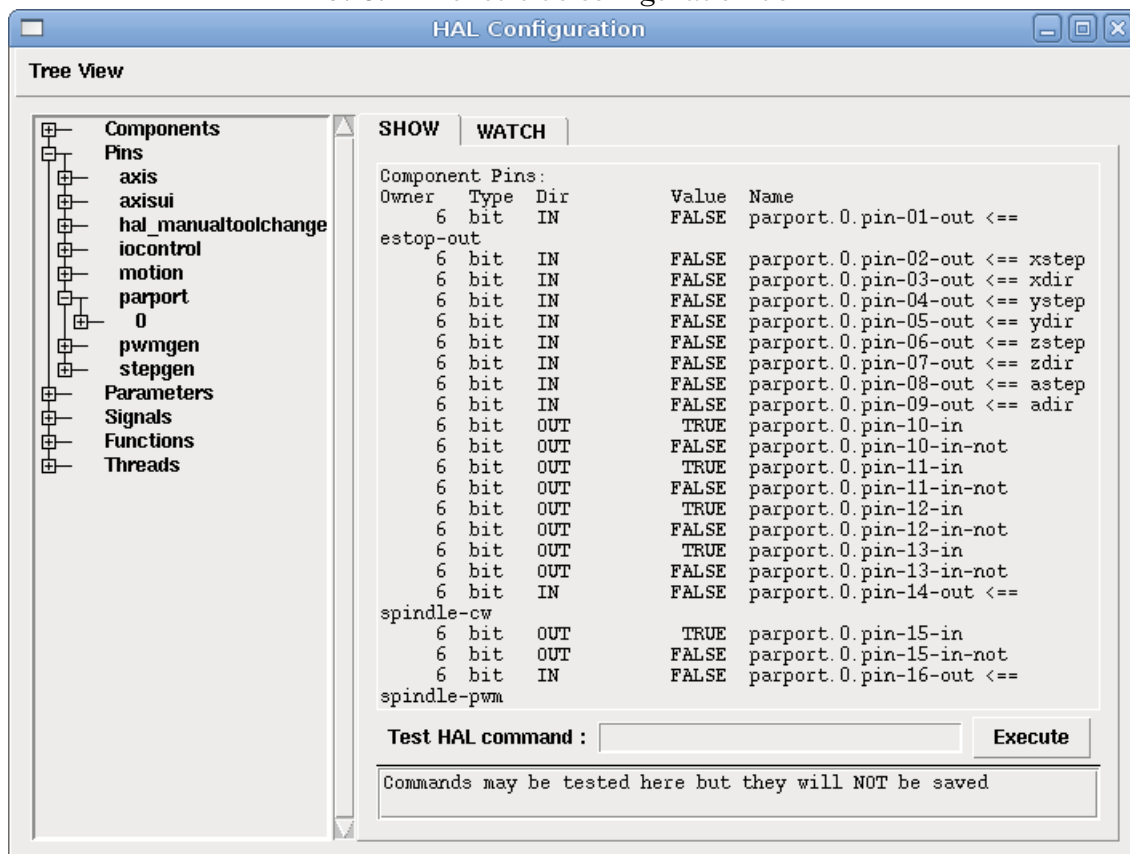 HAL Configuration
Tree View
Components
Pins
axis
axisui
hal_manualtoolchange
iocontrol
motion
parport
0
pwmgen
stepgen
Parameters
Signals
Functions
Threads
SHOW WATCH
Component Pins:
Owner Type Dir Value Name
6 bit IN FALSE parport.0.pin-01-out <==
estop-out
6 bit IN FALSE parport.0.pin-02-out <== xstep
6 bit IN FALSE parport.0.pin-03-out <== xdir
6 bit IN FALSE parport.0.pin-04-out <== ystep
6 bit IN FALSE parport.0.pin-05-out <== ydir
6 bit IN FALSE parport.0.pin-06-out <== zstep
6 bit IN FALSE parport.0.pin-07-out <== zdir
6 bit IN FALSE parport.0.pin-08-out <== astep
6 bit IN FALSE parport.0.pin-09-out <== adir
6 bit OUT TRUE parport.0.pin-10-in
6 bit OUT FALSE parport.0.pin-10-in-not
6 bit OUT TRUE parport.0.pin-11-in
6 bit OUT FALSE parport.0.pin-11-in-not
6 bit OUT TRUE parport.0.pin-12-in
6 bit OUT FALSE parport.0.pin-12-in-not
6 bit OUT TRUE parport.0.pin-13-in
6 bit OUT FALSE parport.0.pin-13-in-not
6 bit IN FALSE parport.0.pin-14-out <==
spindle-cw
6 bit OUT TRUE parport.0.pin-15-in
6 bit OUT FALSE parport.0.pin-15-in-not
6 bit IN FALSE parport.0.pin-16-out <==
spindle-pwm
Test HAL command : Execute
Commands may be tested here but they will NOT be saved